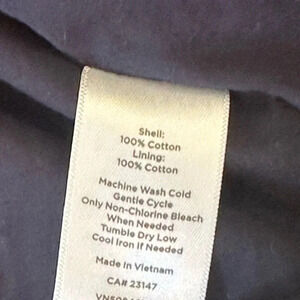 Shell:
100% Cotton
Lining:
100% Cotton
Machine Wash Cold
Gentle Cycle
Only Non-Chlorine Bleach
When Needed
Tumble Dry Low
Cool Iron if Needed
Made In Vietnam
CA# 23147